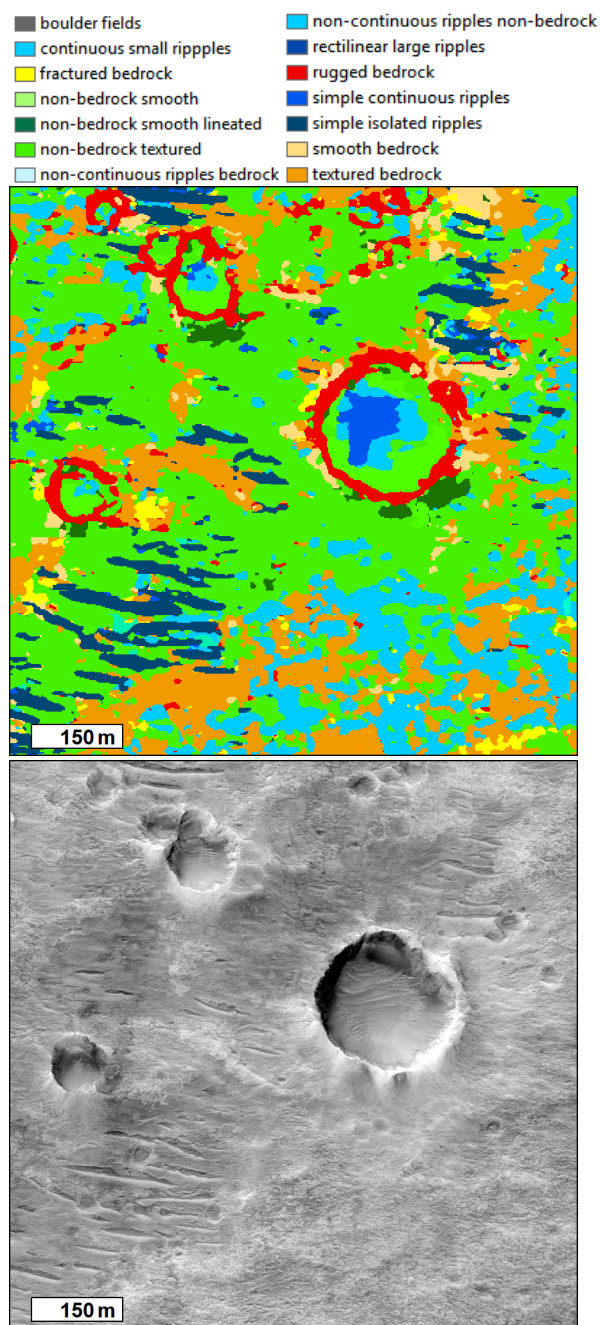 boulder fields
continuous small rippples
fractured bedrock
non-bedrock smooth
non-bedrock smooth lineated
non-bedrock textured
non-continuous ripples bedrock
non-continuous ripples non-bedrock
rectilinear large ripples
rugged bedrock
simple continuous ripples
simple isolated ripples
smooth bedrock
textured bedrock
150 m
150 m